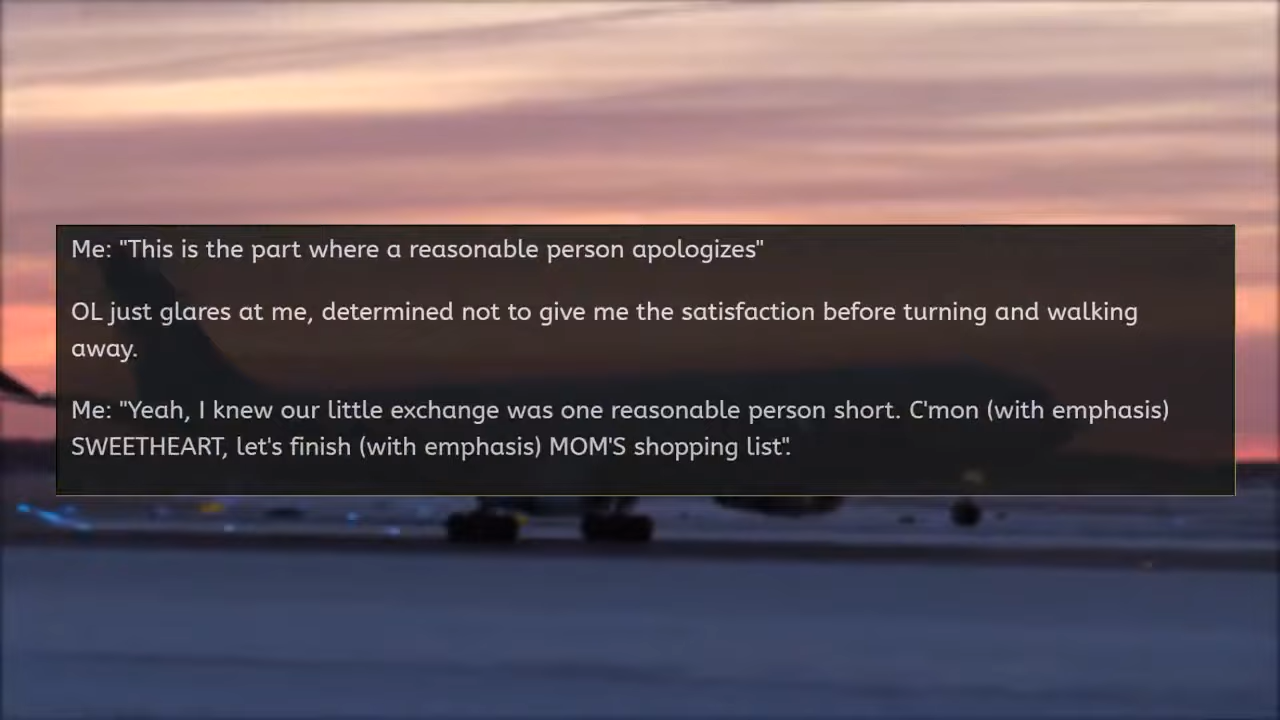 Me: "This is the part where a reasonable person apologizes"
OL just glares at me, determined not to give me the satisfaction before turning and walking
away.
Me: "Yeah, I knew our little exchange was one reasonable person short. C'mon (with emphasis)
SWEETHEART, let's finish (with emphasis) MOM'S shopping list".